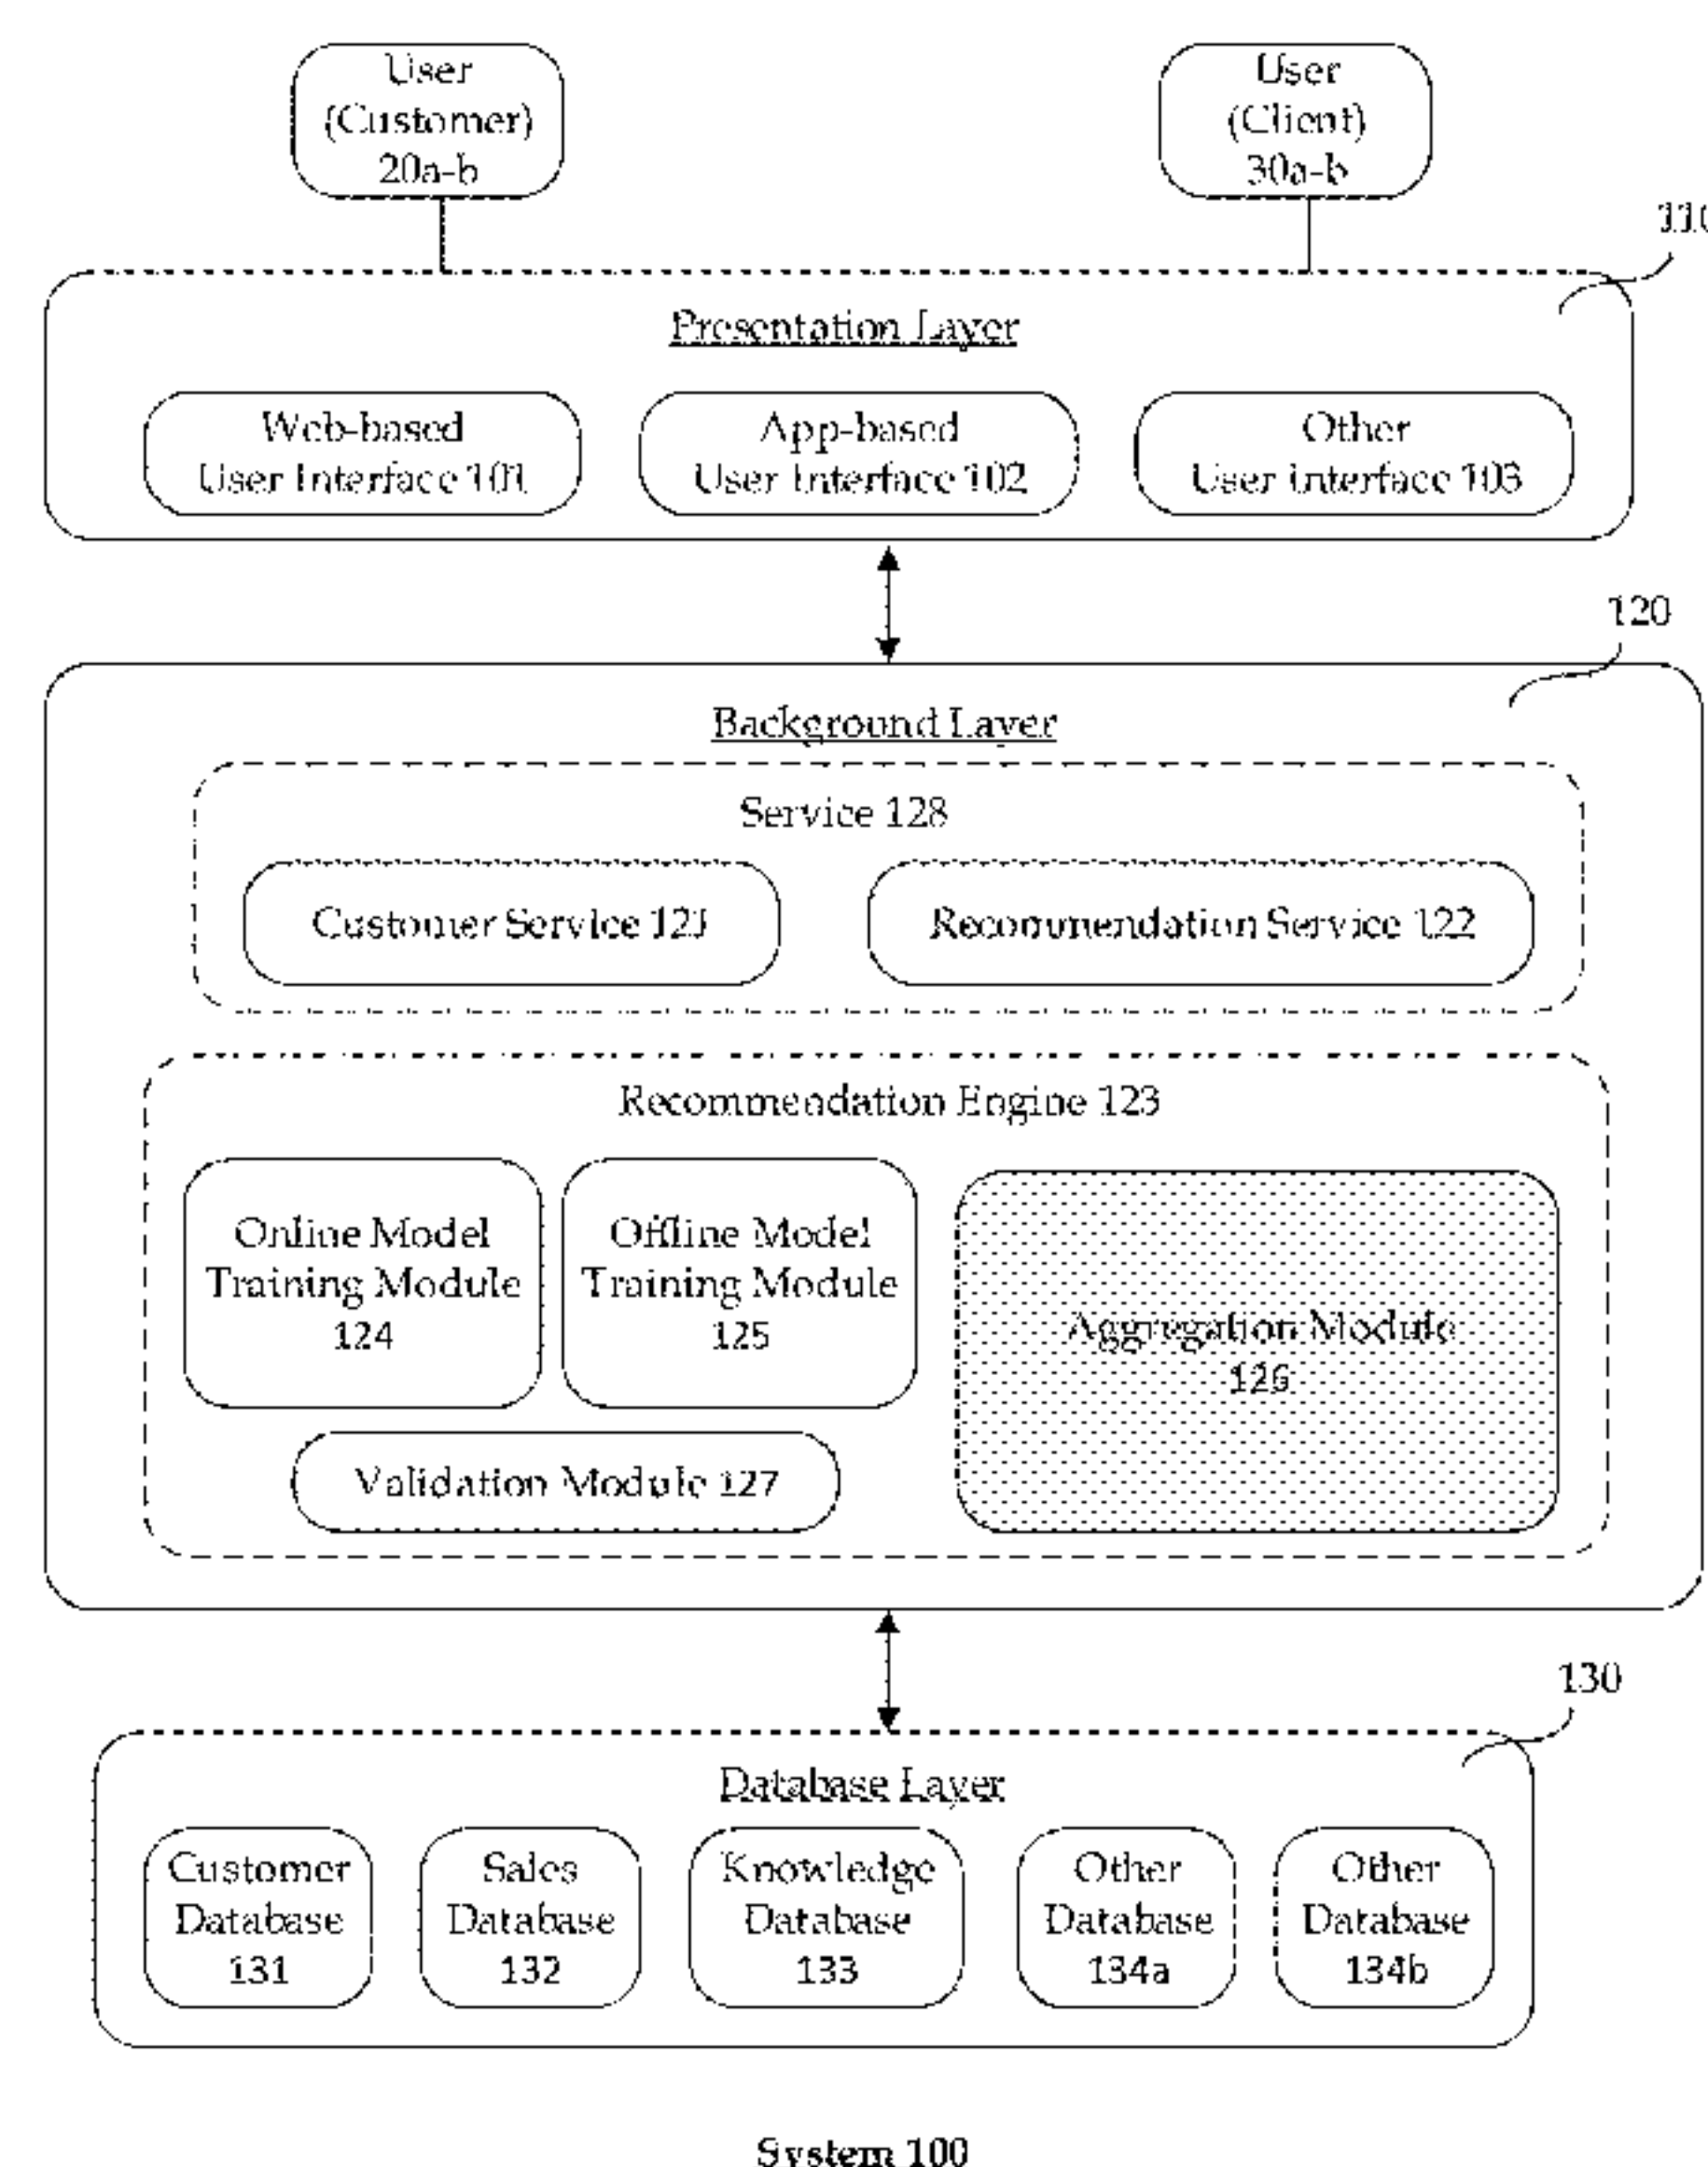 User
(Customer)
20a-b
User
(Client)
30a-b
110
Presentation Layer
Web-based
User Interface 101
App-based
User Interface 102
Other
User Interface 103
120
Background Layer
Service 128
Customer Service 121
Recommendation Service 122
Recommendation Engine 123
Online Model
Training Module
124
Offline Model
Training Module
125
Aggregation Module
126
Validation Module 127
130
Database Layer
Customer
Database
131
Sales
Database
132
Knowledge
Database
133
Other
Database
134a
Other
Database
134b
System 100